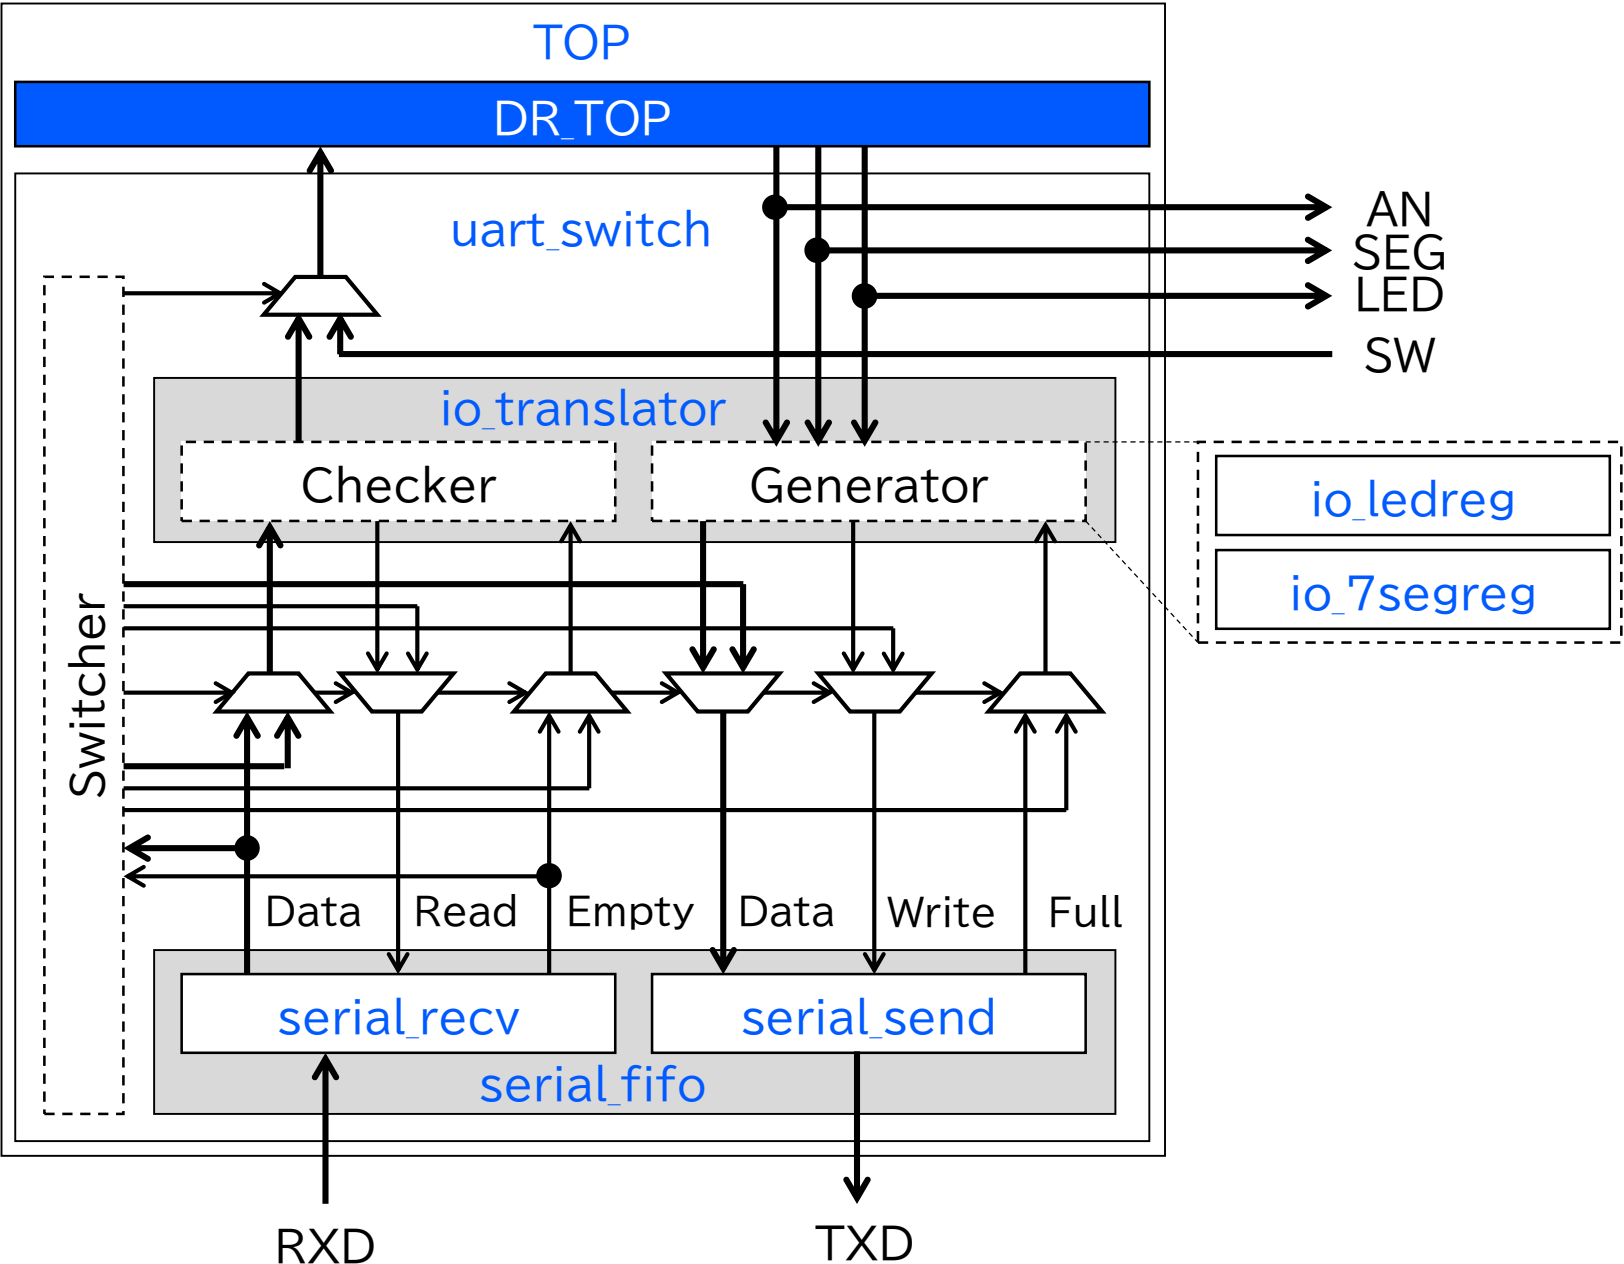 TOP
DR_TOP
uart_switch
AN
SEG
LED
SW
io_translator
Checker
Generator
io_ledreg
io_7segreg
Switcher
Data
Read
Empty
Data
Write
Full
serial_recv
serial_send
serial_fifo
RXD
TXD